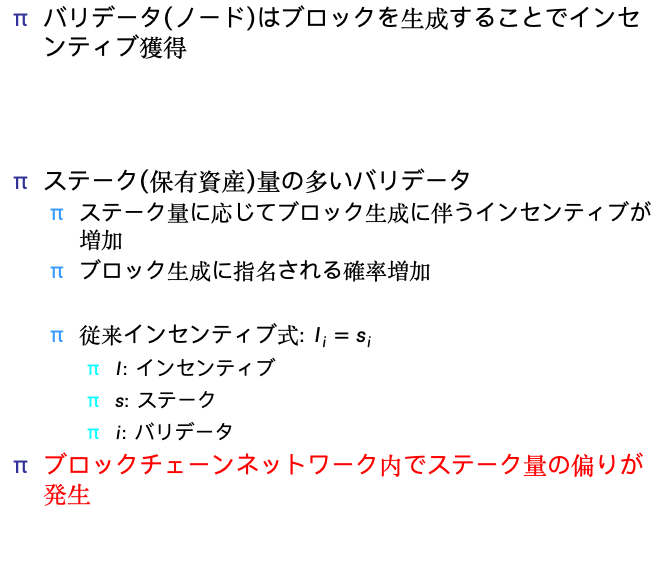 π バリデータ(ノード)はブロックを生成することでインセ
ンティブ獲得
π ステーク(保有資産)量の多いバリデータ
π ステーク量に応じてブロック生成に伴うインセンティブが
増加
π ブロック生成に指名される確率増加
π 従来インセンティブ式: I_i = s_i
π I: インセンティブ
π s: ステーク
π i: バリデータ
π ブロックチェーンネットワーク内でステーク量の偏りが
発生